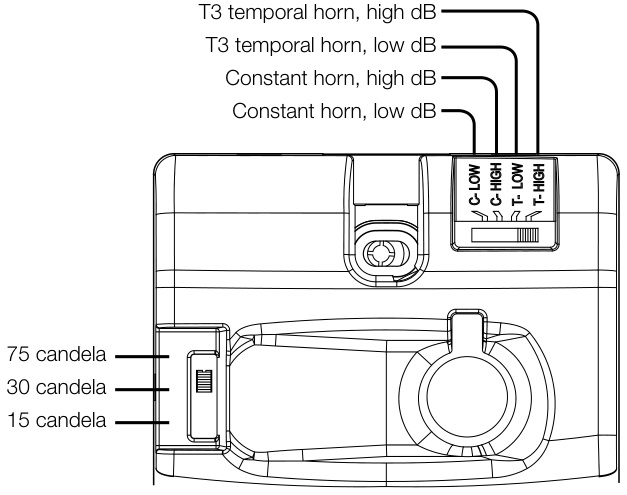 T3 temporal horn, high dB
T3 temporal horn, low dB
Constant horn, high dB
Constant horn, low dB
C- LOW
C- HIGH
T- LOW
T- HIGH
75 candela
30 candela
15 candela